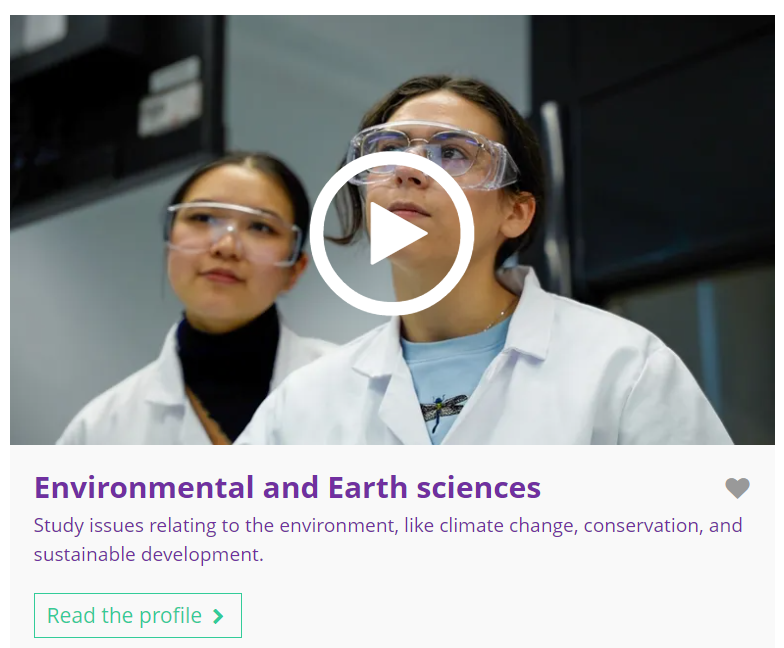 Environmental and Earth sciences
Study issues relating to the environment, like climate change, conservation, and
sustainable development.
Read the profile